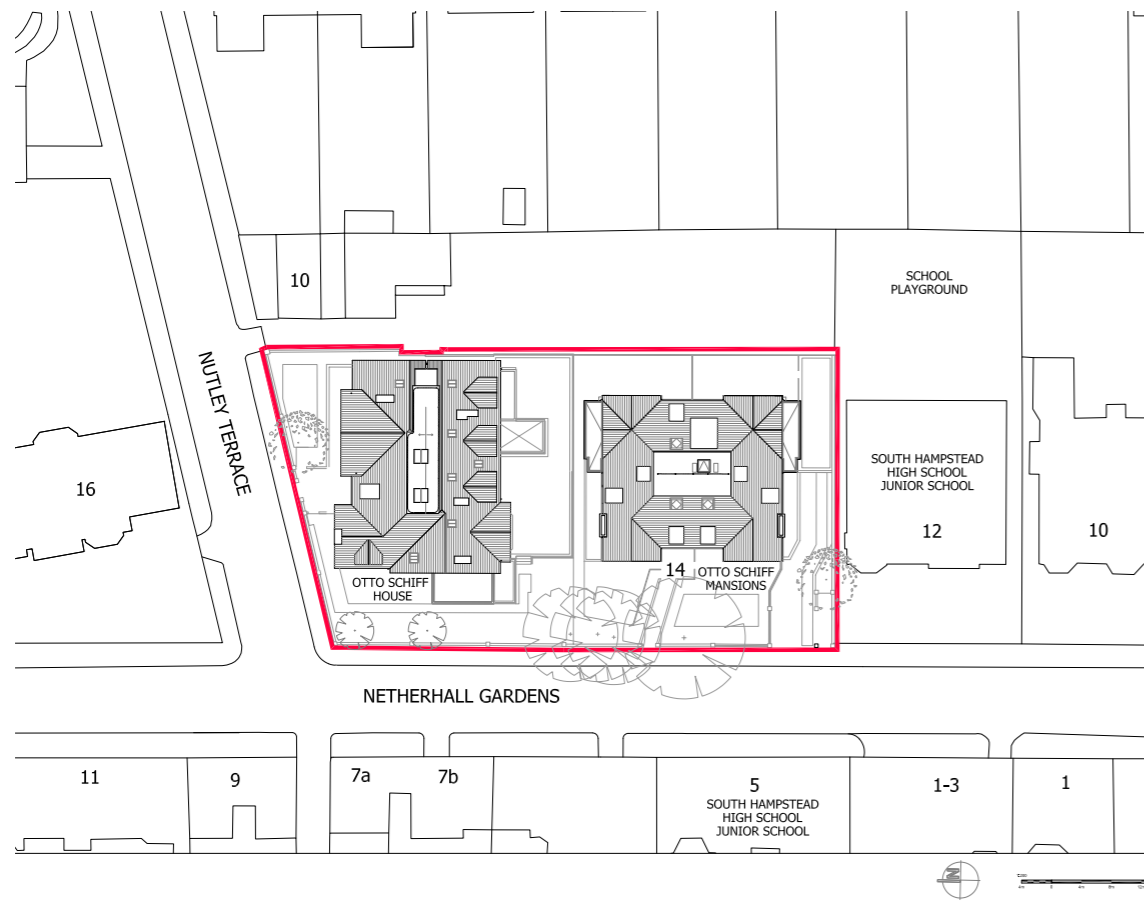 10
SCHOOL
PLAYGROUND
NUTLEY TERRACE
16
SOUTH HAMPSTEAD
HIGH SCHOOL
JUNIOR SCHOOL
12
10
OTTO SCHIFF
HOUSE
14
OTTO SCHIFF
MANSIONS
NETHERHALL GARDENS
11
9
7a
7b
5
SOUTH HAMPSTEAD
HIGH SCHOOL
JUNIOR SCHOOL
1-3
1
N